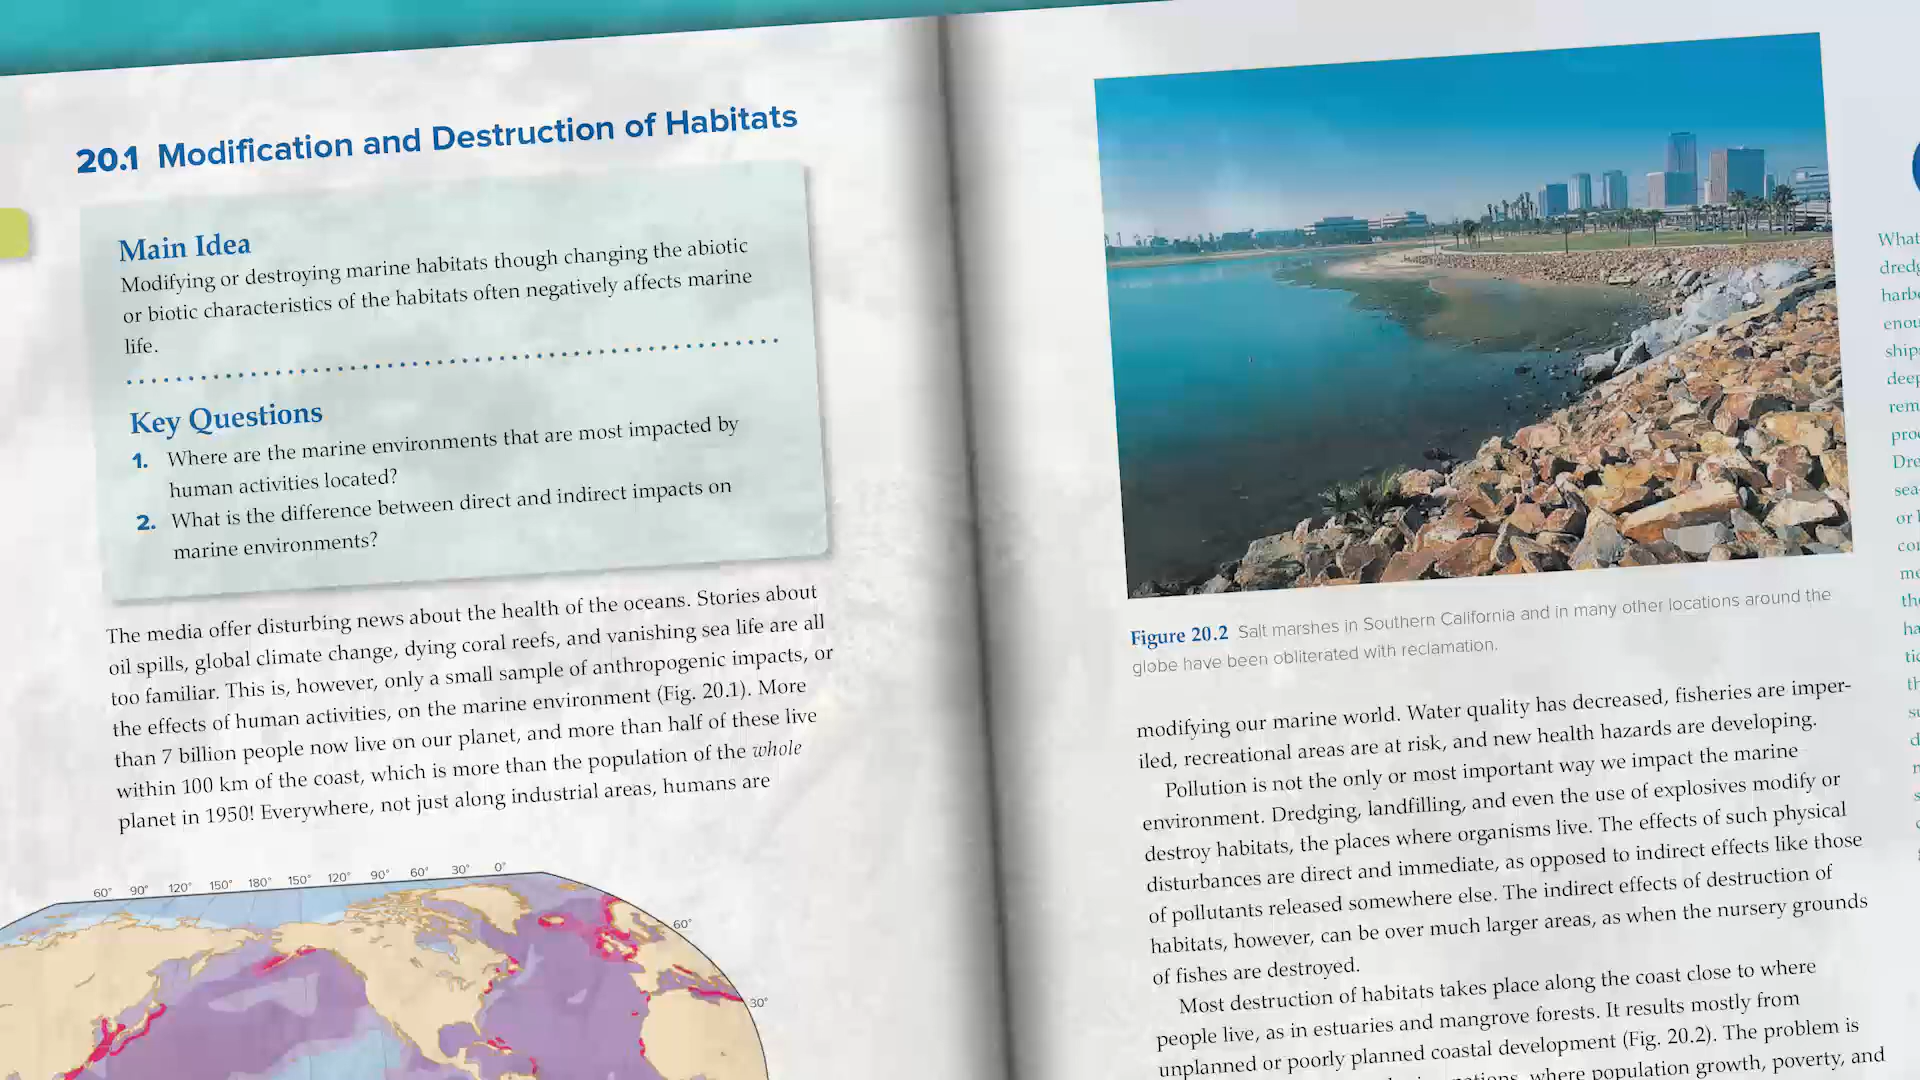 20.1 Modification and Destruction of Habitats
Main Idea
Modifying or destroying marine habitats though changing the abiotic
or biotic characteristics of the habitats often negatively affects marine
life.
Key Questions
1. Where are the marine environments that are most impacted by
human activities located?
2. What is the difference between direct and indirect impacts on
marine environments?
The media offer disturbing news about the health of the oceans. Stories about
oil spills, global climate change, dying coral reefs, and vanishing sea life are all
too familiar. This is, however, only a small sample of anthropogenic impacts, or
the effects of human activities, on the marine environment (Fig. 20.1). More
than 7 billion people now live on our planet, and more than half of these live
within 100 km of the coast, which is more than the population of the whole
planet in 1950! Everywhere, not just along industrial areas, humans are
60° 90° 120° 150° 180° 150° 120° 90° 60° 30° 0°
60°
30°
Figure 20.2 Salt marshes in Southern California and in many other locations around the
globe have been obliterated with reclamation.
modifying our marine world. Water quality has decreased, fisheries are imper-
iled, recreational areas are at risk, and new health hazards are developing.
Pollution is not the only or most important way we impact the marine
environment. Dredging, landfilling, and even the use of explosives modify or
destroy habitats, the places where organisms live. The effects of such physical
disturbances are direct and immediate, as opposed to indirect effects like those
of pollutants released somewhere else. The indirect effects of destruction of
habitats, however, can be over much larger areas, as when the nursery grounds
of fishes are destroyed.
Most destruction of habitats takes place along the coast close to where
people live, as in estuaries and mangrove forests. It results mostly from
unplanned or poorly planned coastal development (Fig. 20.2). The problem is
where population growth, poverty, and
What